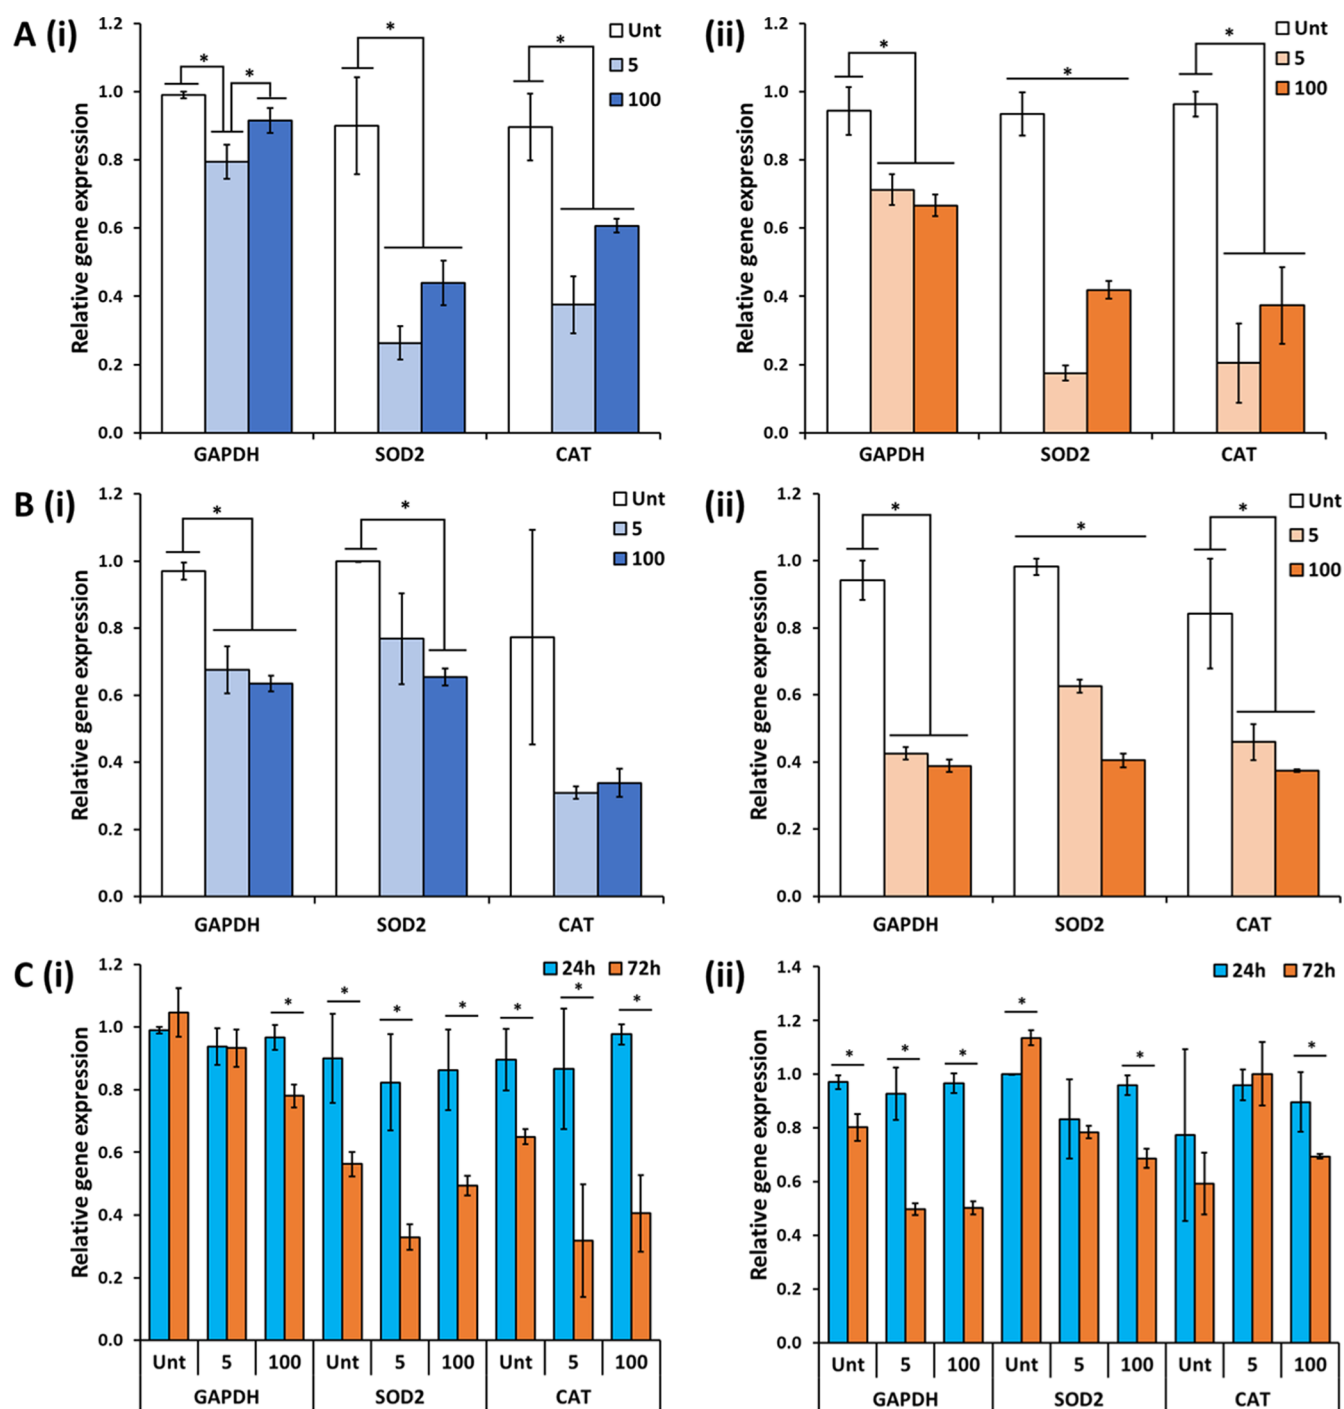 A (i)
1.2
1.0
0.8
0.6
0.4
0.2
0.0
Relative gene expression
* * * *
Unt
5
100
GAPDH SOD2 CAT
(ii)
1.2
1.0
0.8
0.6
0.4
0.2
0.0
Relative gene expression
* * *
Unt
5
100
GAPDH SOD2 CAT
B (i)
1.2
1.0
0.8
0.6
0.4
0.2
0.0
Relative gene expression
* *
Unt
5
100
GAPDH SOD2 CAT
(ii)
1.2
1.0
0.8
0.6
0.4
0.2
0.0
Relative gene expression
* * *
Unt
5
100
GAPDH SOD2 CAT
C (i)
1.2
1.0
0.8
0.6
0.4
0.2
0.0
Relative gene expression
24h 72h
* * * * * * *
Unt 5 100 Unt 5 100 Unt 5 100
GAPDH SOD2 CAT
(ii)
1.4
1.2
1.0
0.8
0.6
0.4
0.2
0.0
Relative gene expression
24h 72h
* * * * * *
Unt 5 100 Unt 5 100 Unt 5 100
GAPDH SOD2 CAT